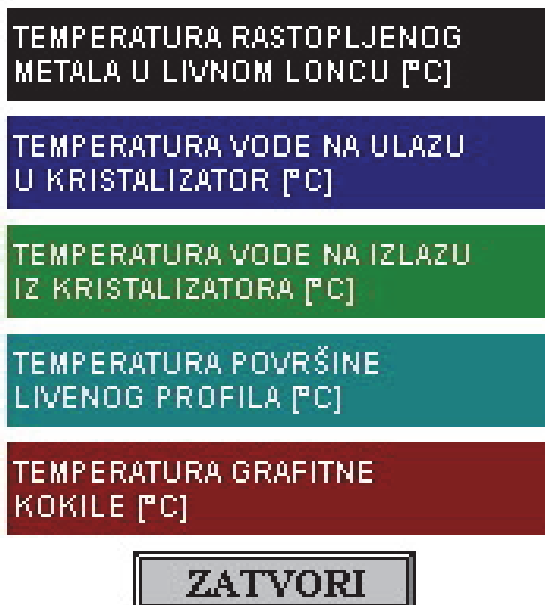 TEMPERATURA RASTOPLJENOG
METALA U LIVNOM LONCU [°C]
TEMPERATURA VODE NA ULAZU
U KRISTALIZATOR [°C]
TEMPERATURA VODE NA IZLAZU
IZ KRISTALIZATORA [°C]
TEMPERATURA POVRŠINE
LIVENOG PROFILA [°C]
TEMPERATURA GRAFITNE
KOKILE [°C]
ZATVORI